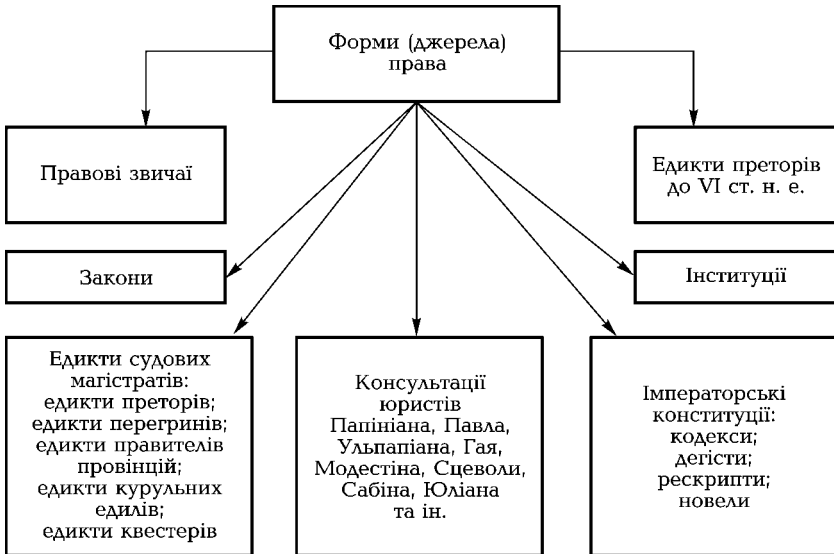 Форми (джерела)
права
Правові звичаї
Едикти преторів
до VI ст. н. е.
Закони
Інституції
Едикти судових
магістратів:
едикти преторів;
едикти перегринів;
едикти правителів
провінцій;
едикти курульних
едилів;
едикти квестерів
Консультації
юристів
Папініана, Павла,
Ульпапіана, Гая,
Модестіна, Сцеволи,
Сабіна, Юліана
та ін.
Імператорські
конституції:
кодекси;
дегісти;
рескрипти;
новели